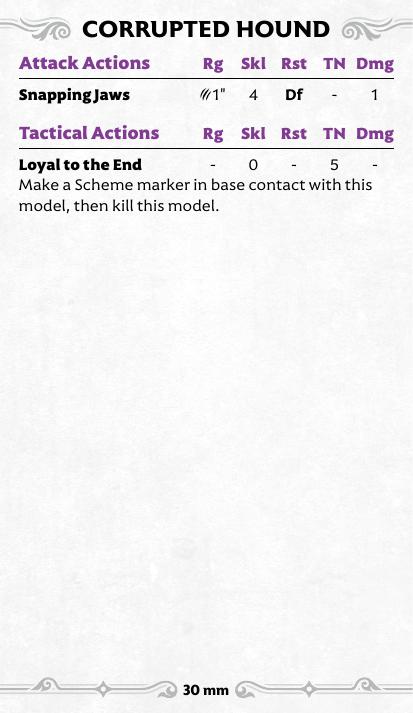 CORRUPTED HOUND
Attack Actions Rg Skl Rst TN Dmg
Snapping Jaws 1" 4 Df - 1
Tactical Actions Rg Skl Rst TN Dmg
Loyal to the End - 0 - 5 -
Make a Scheme marker in base contact with this
model, then kill this model.
30 mm